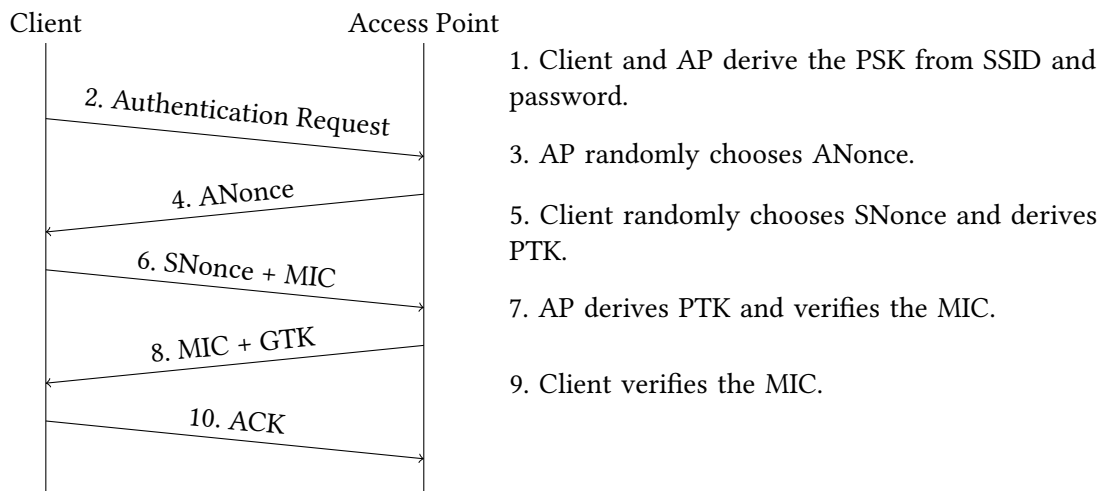 Client
Access Point
1. Client and AP derive the PSK from SSID and
password.
2. Authentication Request
3. AP randomly chooses ANonce.
4. ANonce
5. Client randomly chooses SNonce and derives
PTK.
6. SNonce + MIC
7. AP derives PTK and verifies the MIC.
8. MIC + GTK
9. Client verifies the MIC.
10. ACK